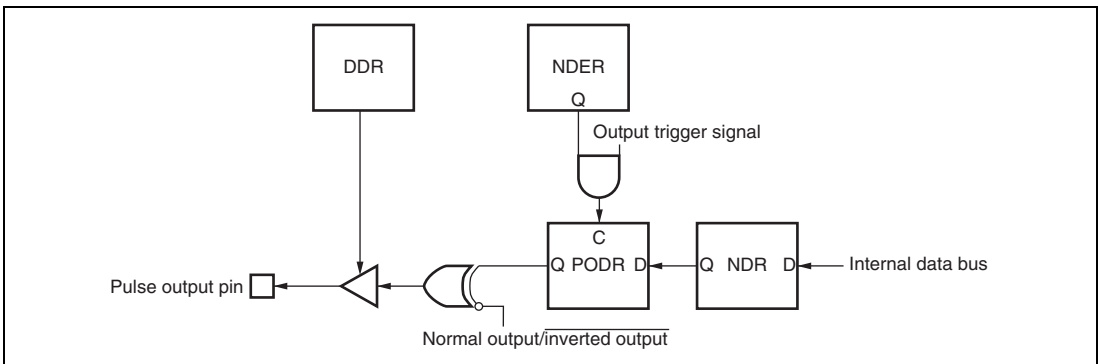 DDR
NDER
Q
Output trigger signal
C
Q PODR D
Q NDR D
Internal data bus
Pulse output pin
Normal output/inverted output